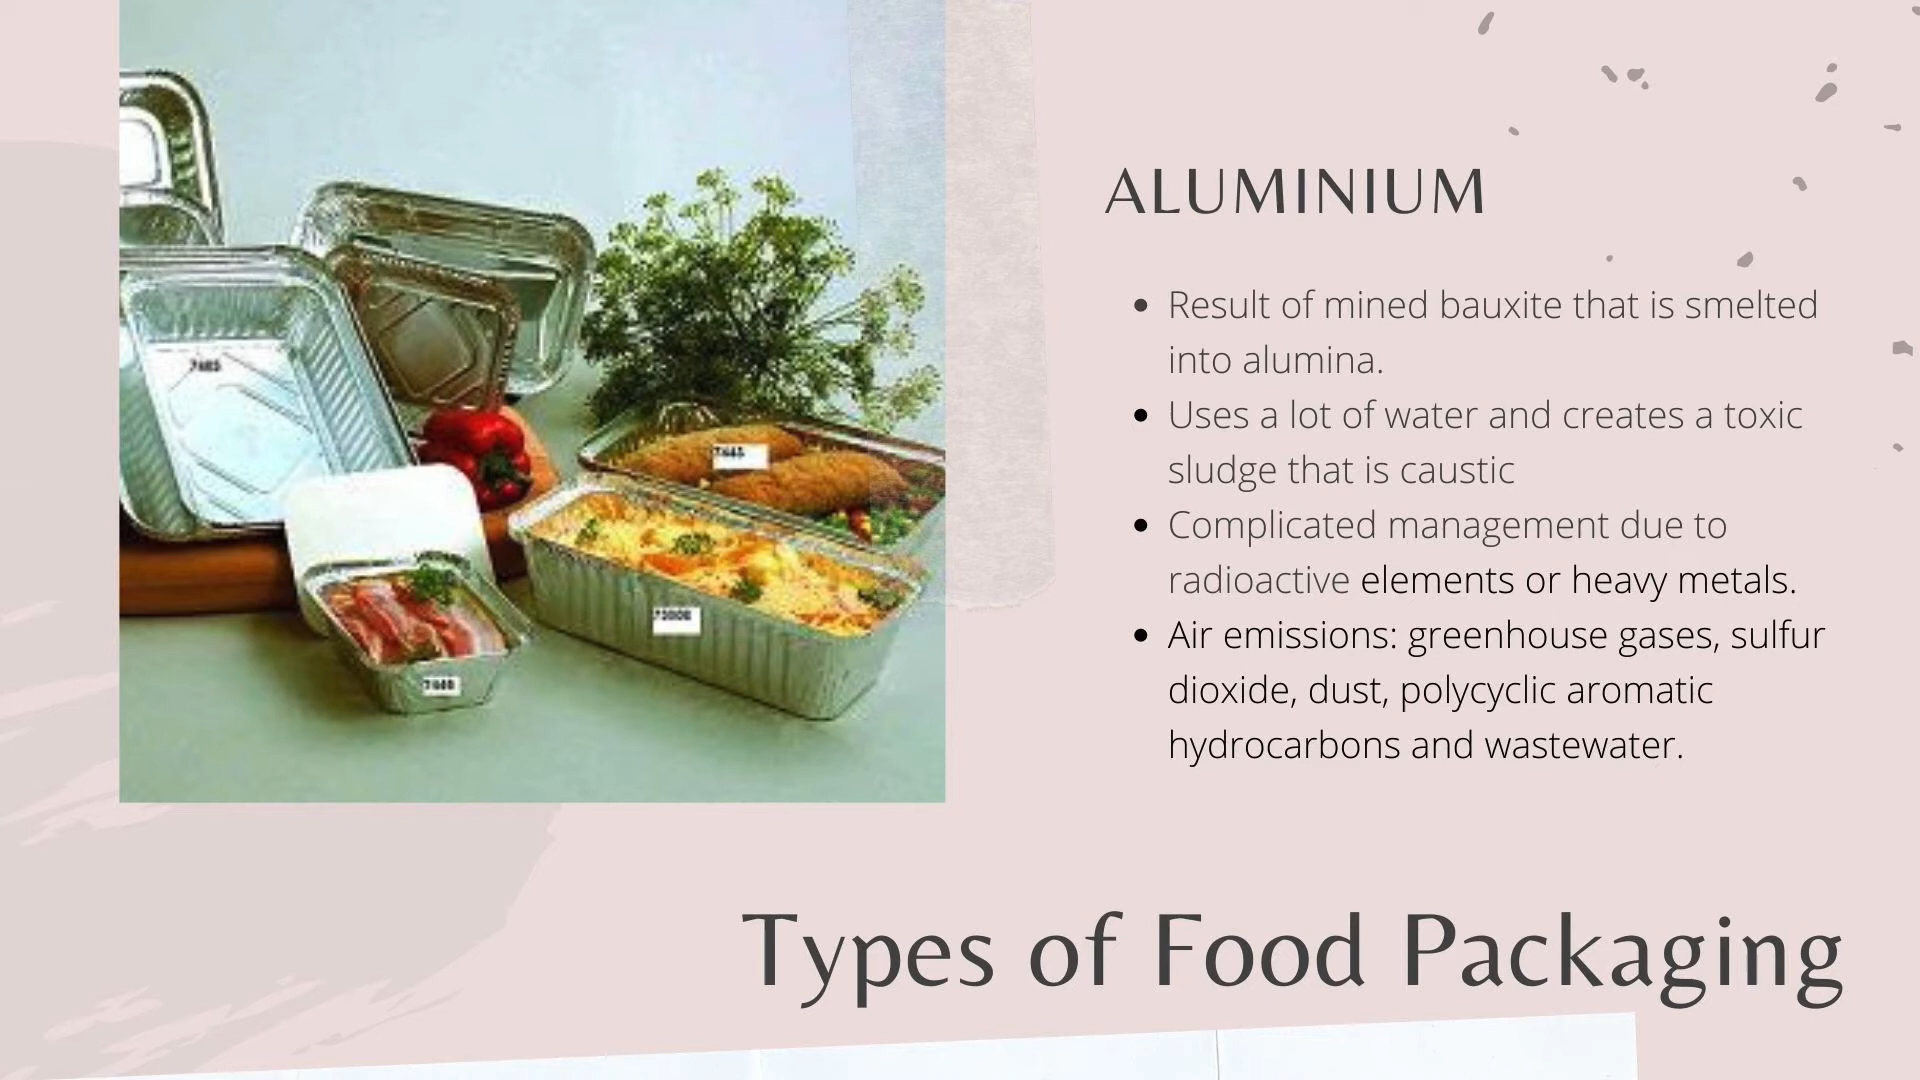 ALUMINIUM
Result of mined bauxite that is smelted
into alumina.
Uses a lot of water and creates a toxic
sludge that is caustic
Complicated management due to
radioactive elements or heavy metals.
Air emissions: greenhouse gases, sulfur
dioxide, dust, polycyclic aromatic
hydrocarbons and wastewater.
Types of Food Packaging